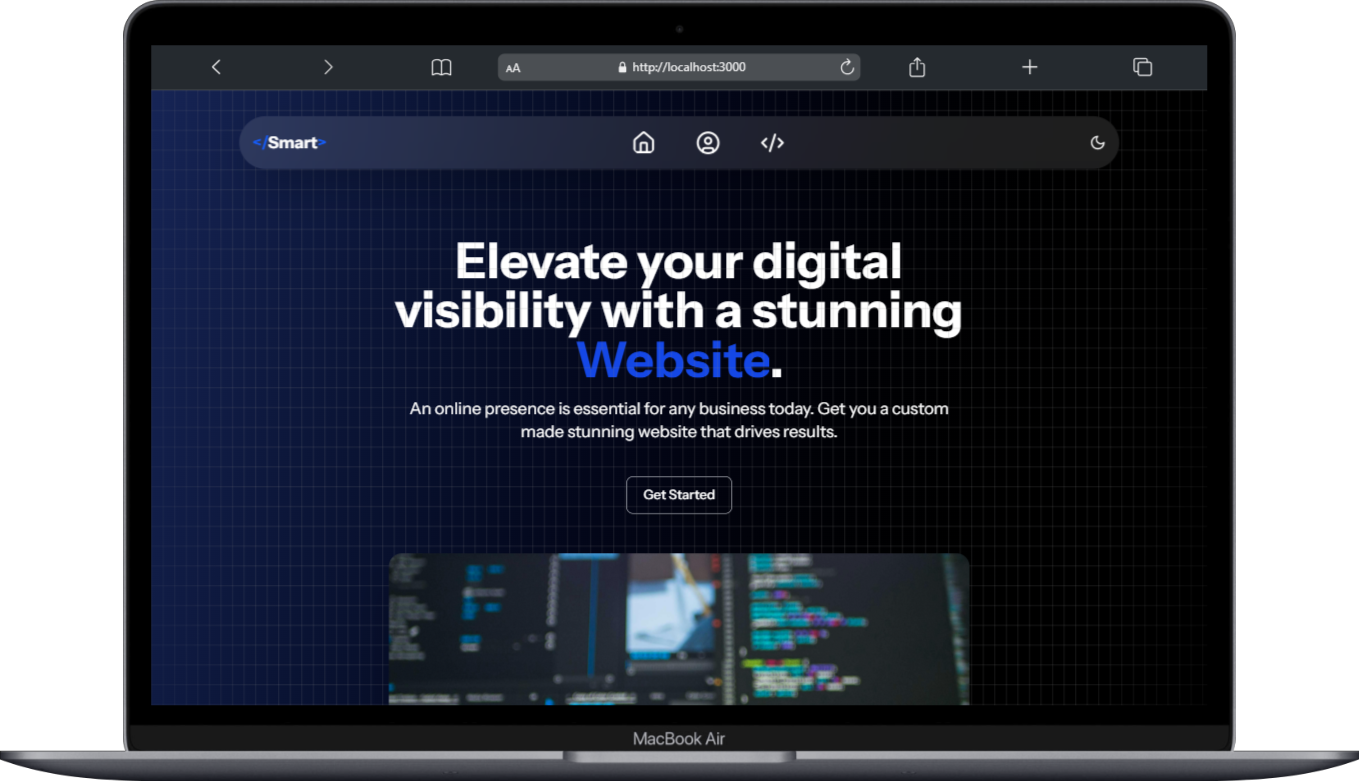 AA
http://localhost:3000
</Smart>
</>
Elevate your digital
visibility with a stunning
Website.
An online presence is essential for any business today. Get you a custom
made stunning website that drives results.
Get Started
MacBook Air